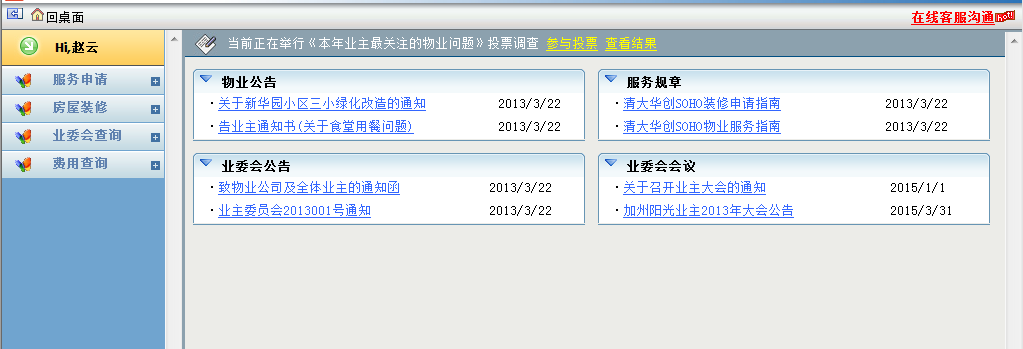 回桌面
在线客服沟通
Hi,赵云
服务申请
房屋装修
业委会查询
费用查询
当前正在举行《本年业主最关注的物业问题》投票调查 参与投票 查看结果
物业公告
·关于新华园小区三小绿化改造的通知 2013/3/22
·告业主通知书(关于食堂用餐问题) 2013/3/22
服务规章
·清大华创SOHO装修申请指南 2013/3/22
·清大华创SOHO物业服务指南 2013/3/22
业委会公告
·致物业公司及全体业主的通知函 2013/3/22
·业主委员会2013001号通知 2013/3/22
业委会会议
·关于召开业主大会的通知 2015/1/1
·加州阳光业主2013年大会公告 2015/3/31